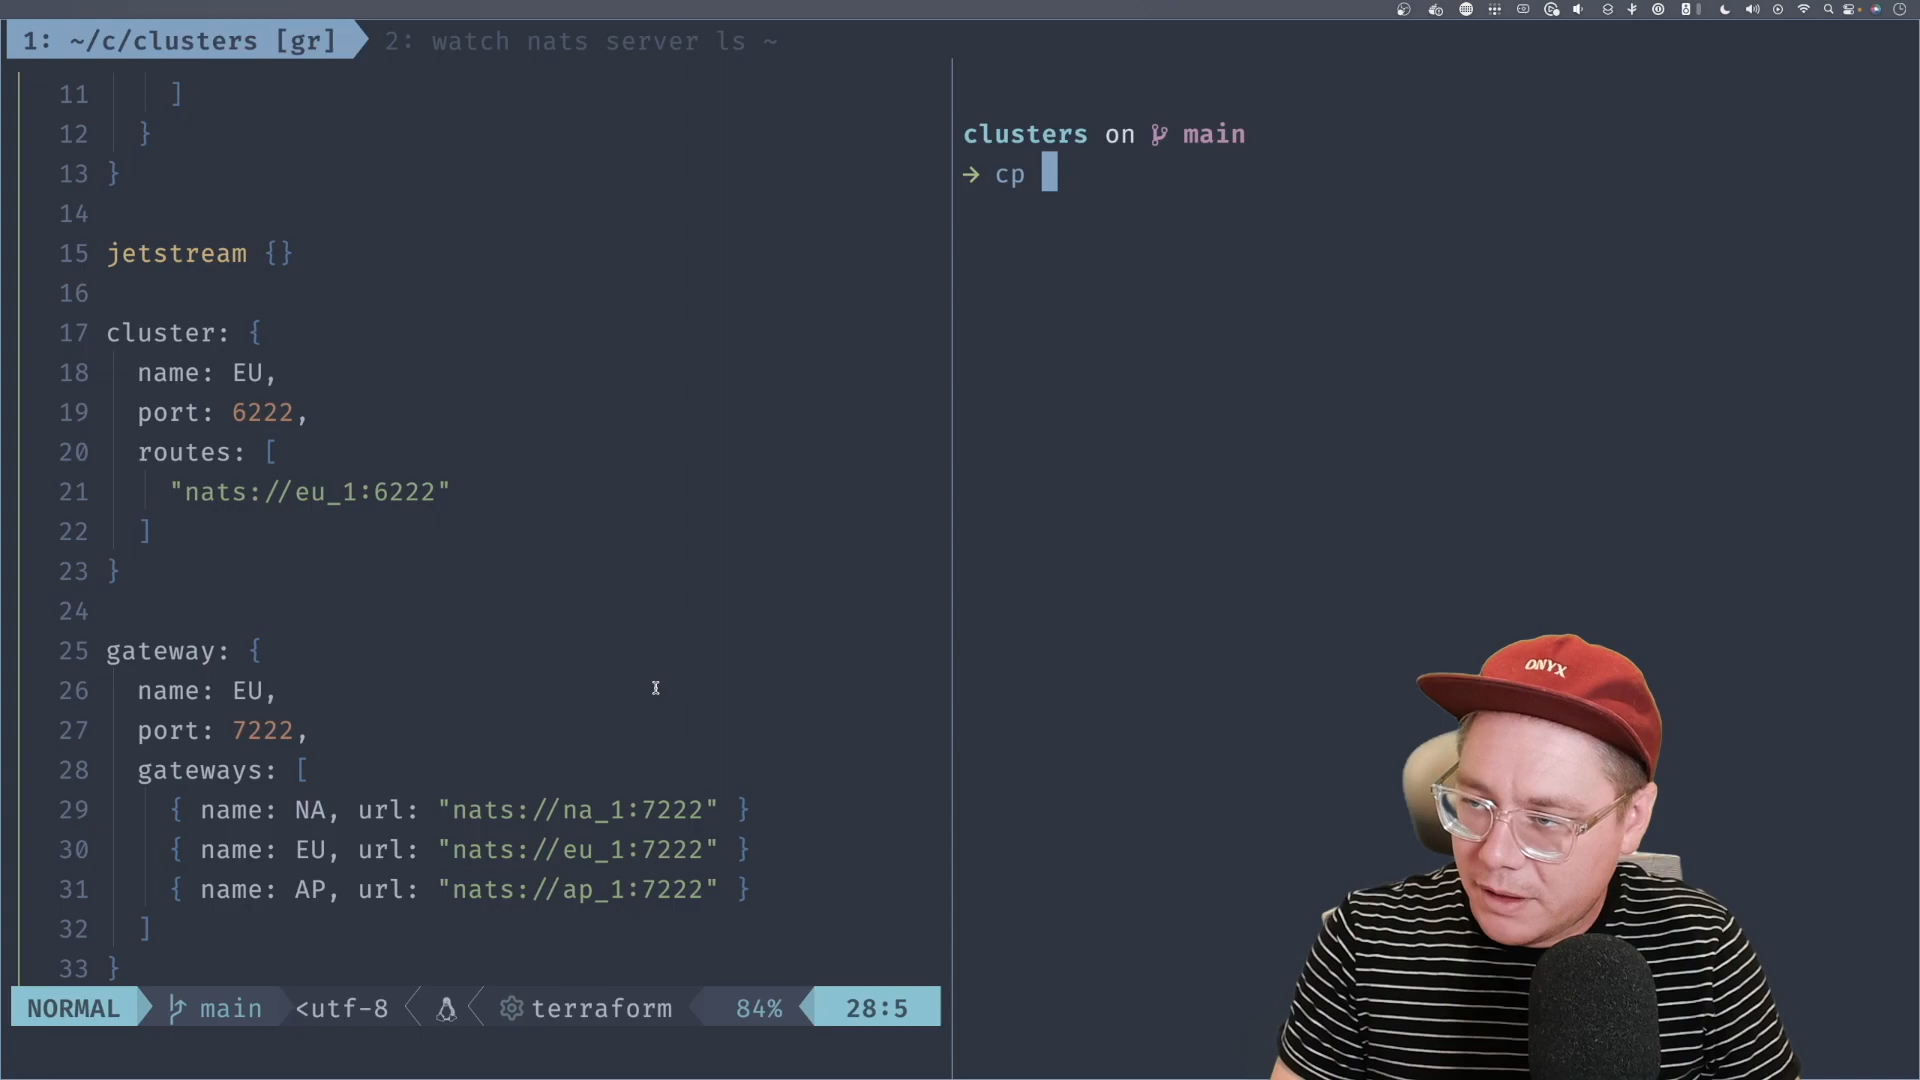 1: ~/c/clusters [gr]
2: watch nats server ls ~
11 ]
12 }
13 }
14
15 jetstream {}
16
17 cluster: {
18 name: EU,
19 port: 6222,
20 routes: [
21 "nats://eu_1:6222"
22 ]
23 }
24
25 gateway: {
26 name: EU,
27 port: 7222,
28 gateways: [
29 { name: NA, url: "nats://na_1:7222" }
30 { name: EU, url: "nats://eu_1:7222" }
31 { name: AP, url: "nats://ap_1:7222" }
32 ]
33 }
NORMAL main <utf-8 terraform 84% 28:5
clusters on main
→ cp
ONYX